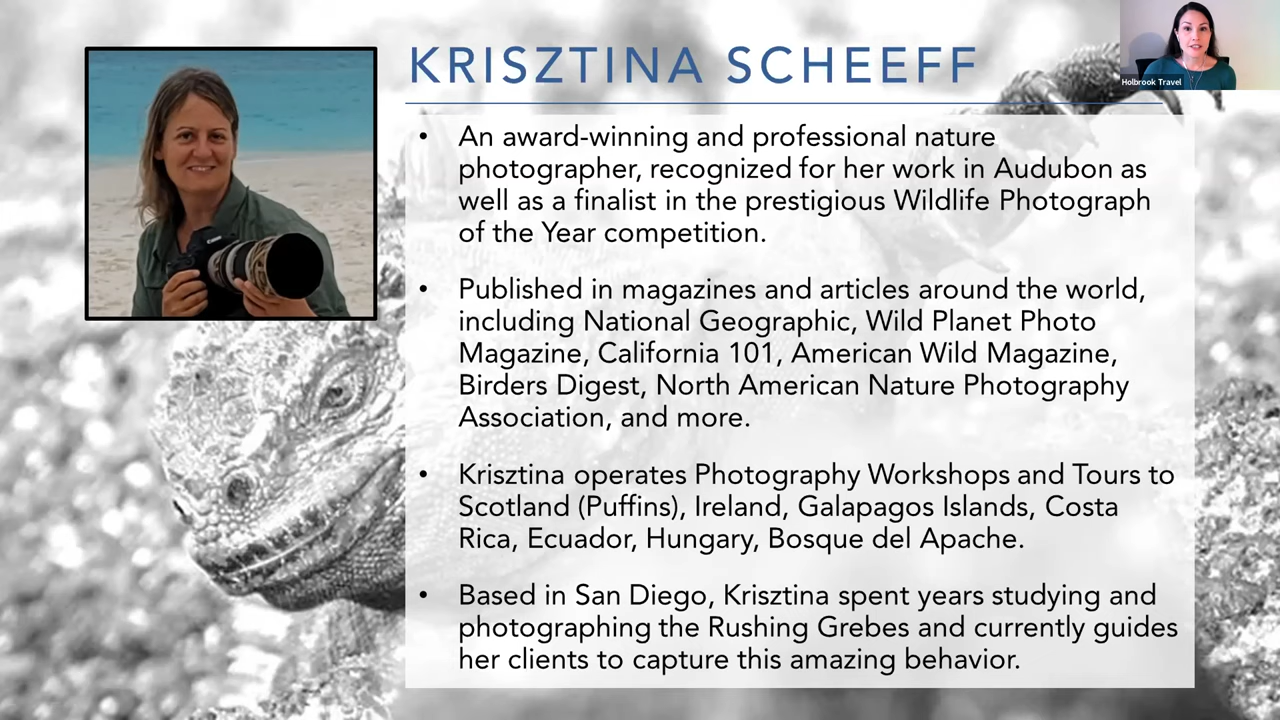 KRISZTINA SCHEEFF
Holbrook Travel
• An award-winning and professional nature
photographer, recognized for her work in Audubon as
well as a finalist in the prestigious Wildlife Photograph
of the Year competition.
• Published in magazines and articles around the world,
including National Geographic, Wild Planet Photo
Magazine, California 101, American Wild Magazine,
Birders Digest, North American Nature Photography
Association, and more.
• Krisztina operates Photography Workshops and Tours to
Scotland (Puffins), Ireland, Galapagos Islands, Costa
Rica, Ecuador, Hungary, Bosque del Apache.
• Based in San Diego, Krisztina spent years studying and
photographing the Rushing Grebes and currently guides
her clients to capture this amazing behavior.
Canon